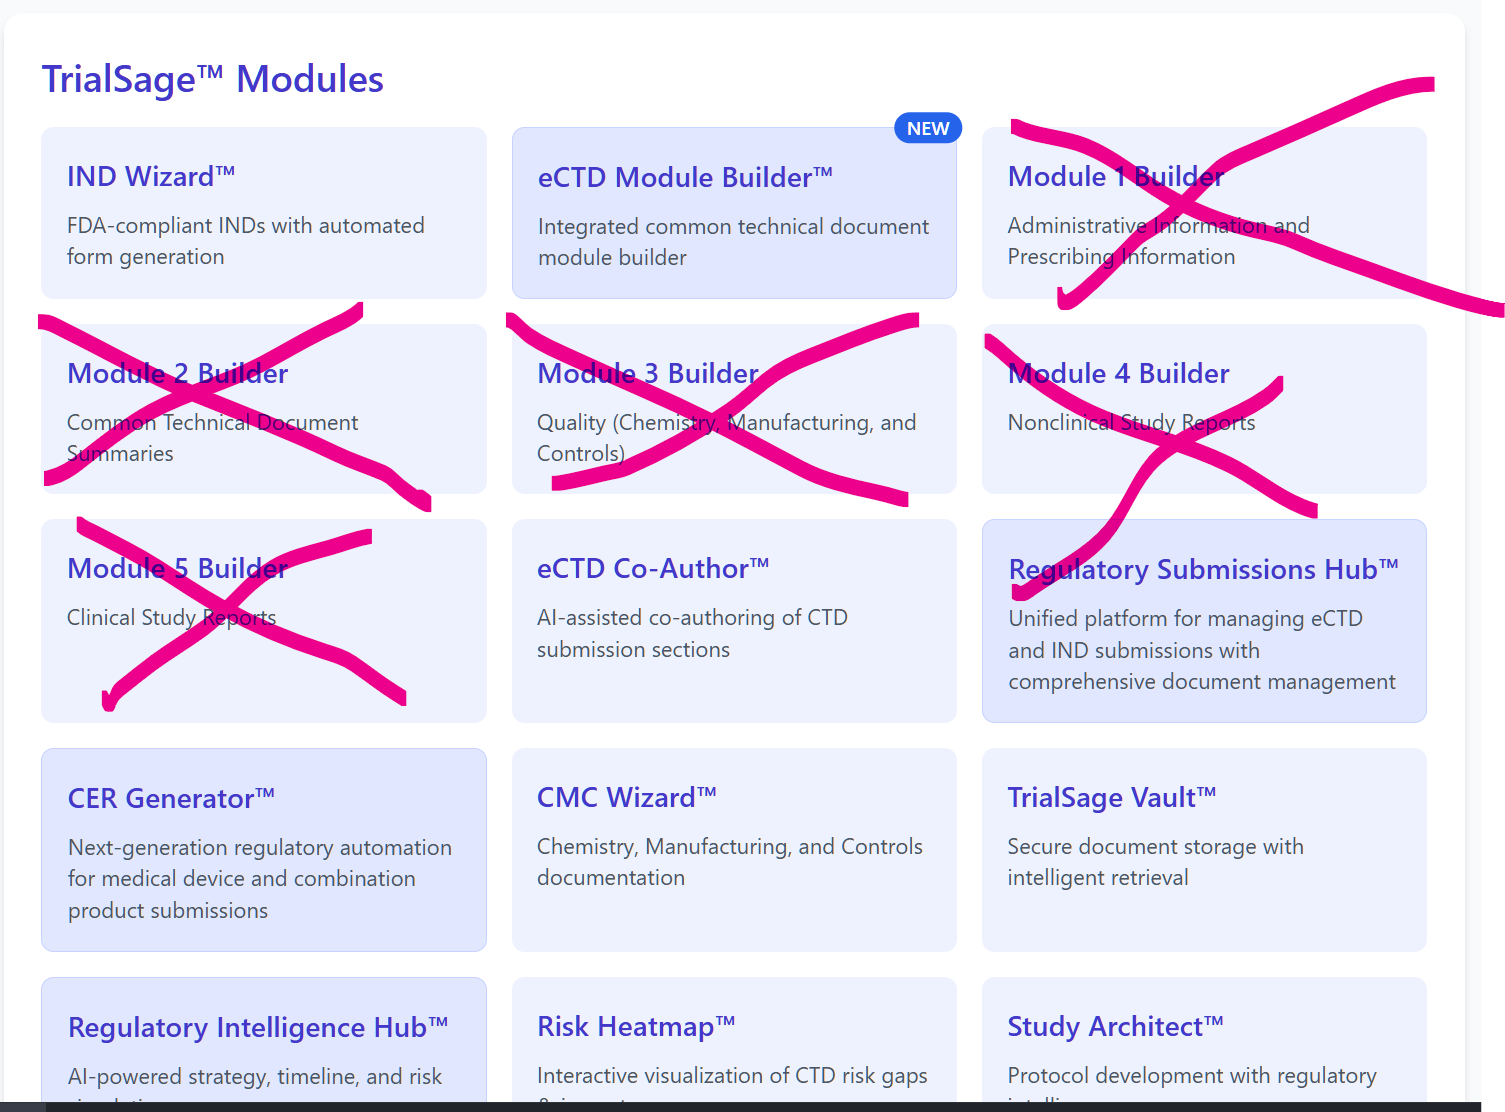 TrialSage™ Modules
NEW
IND Wizard™
FDA-compliant INDs with automated
form generation
eCTD Module Builder™
Integrated common technical document
module builder
Module 1 Builder
Administrative Information and
Prescribing Information
Module 2 Builder
Common Technical Document
Summaries
Module 3 Builder
Quality (Chemistry, Manufacturing, and
Controls)
Module 4 Builder
Nonclinical Study Reports
Module 5 Builder
Clinical Study Reports
eCTD Co-Author™
AI-assisted co-authoring of CTD
submission sections
Regulatory Submissions Hub™
Unified platform for managing eCTD
and IND submissions with
comprehensive document management
CER Generator™
Next-generation regulatory automation
for medical device and combination
product submissions
CMC Wizard™
Chemistry, Manufacturing, and Controls
documentation
TrialSage Vault™
Secure document storage with
intelligent retrieval
Regulatory Intelligence Hub™
AI-powered strategy, timeline, and risk
Risk Heatmap™
Interactive visualization of CTD risk gaps
Study Architect™
Protocol development with regulatory